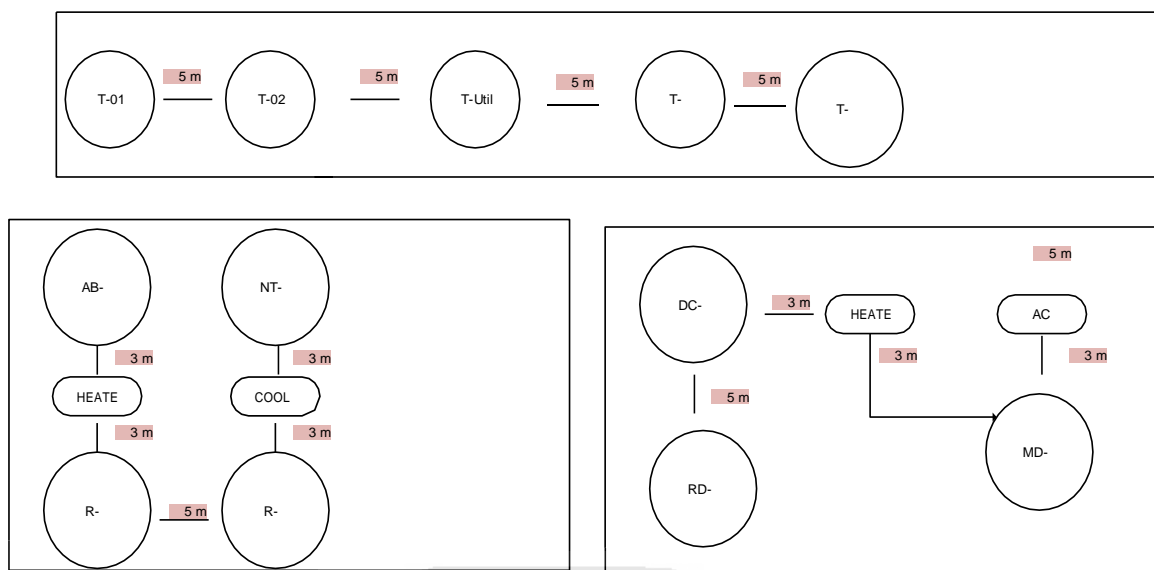 5 m 5 m 5 m 5 m
T-01 T-02 T-Util T- T-
AB- NT-
3 m 3 m
HEATE COOL
3 m 3 m
R- 5 m R-
5 m
DC- 3 m HEATE AC
3 m 3 m
5 m
RD- MD-